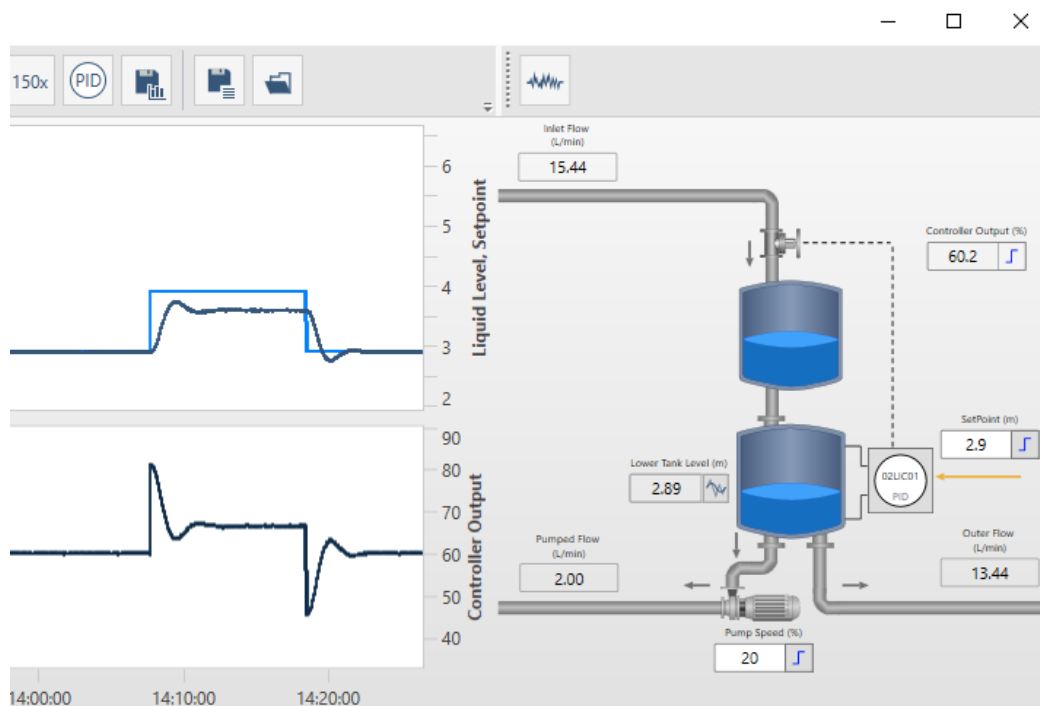 150x
PID
6
5
4
3
2
Liquid Level, Setpoint
90
80
70
60
50
40
Controller Output
14:00:00 14:10:00 14:20:00
Inlet Flow
(L/min)
15.44
Controller Output (%)
60.2
SetPoint (m)
2.9
Lower Tank Level (m)
2.89
02LIC01
PID
Pumped Flow
(L/min)
2.00
Outer Flow
(L/min)
13.44
Pump Speed (%)
20